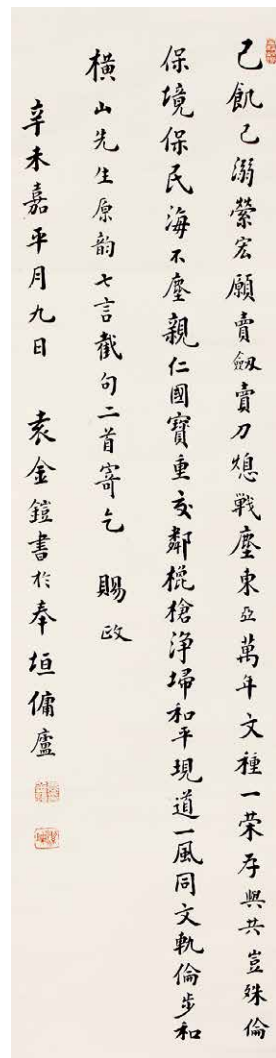 己飢己溺縈宏願賣劔賣刀熄戰塵東亞萬年文種一荣存與共豈殊倫
保境保民海不塵親仁國寶重交鄰欃槍净埽和平現道一風同文軌倫步和
橫山先生原韵七言截句二首寄乞 賜政
辛未嘉平月九日 袁金鎧書於奉垣傭廬